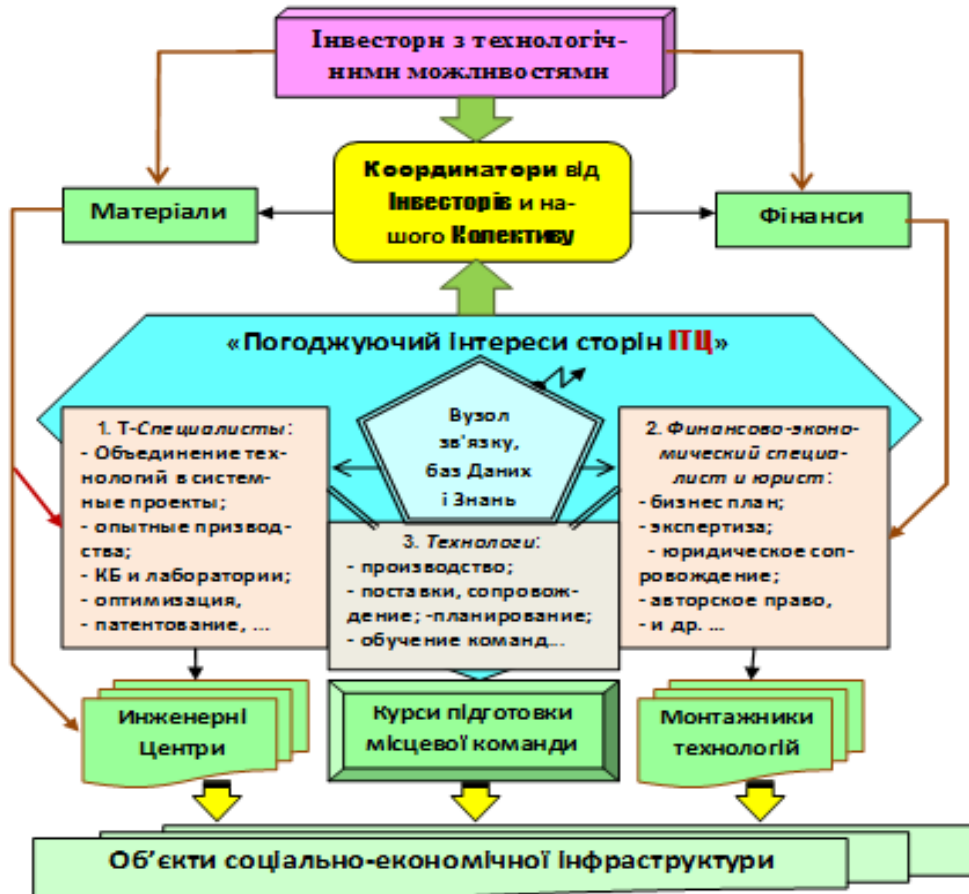 Інвестори з технологіч-
ними можливостями
Координатори від
Інвесторів и на-
шого Колективу
Матеріали
Фінанси
«Погоджуючий інтереси сторін ІТЦ»
Вузол
зв'язку,
баз Даних
і Знань
1. Т-Специалисты:
- Объединение тех-
нологий в систем-
ные проекты;
- опытные призвод-
ства;
- КБ и лаборатории;
- оптимизация,
- патентование, ...
2. Финансово-эконо-
мический специа-
лист и юрист:
- бизнес план;
- экспертиза;
- юридическое соп-
ровождение;
- авторское право,
- и др. ...
3. Технологи:
- производство;
- поставки, сопровож-
дение; -планирование;
- обучение команд...
Инженерні
Центри
Курси підготовки
місцевої команди
Монтажники
технологій
Об'єкти соціально-економічної інфраструктури